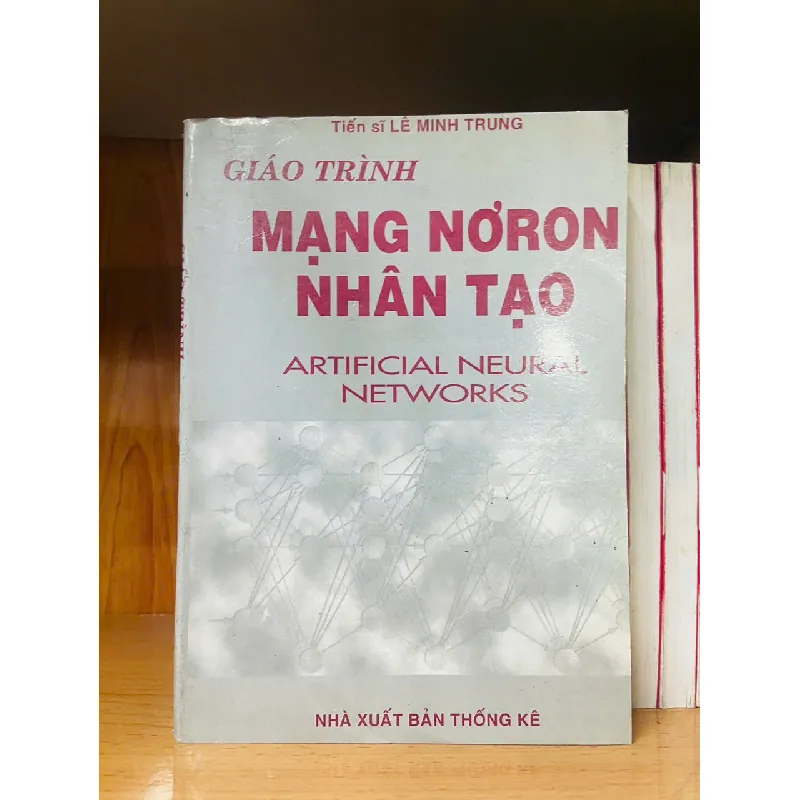 Tiến sĩ LÊ MINH TRUNG
GIÁO TRÌNH
MẠNG NƠRON
NHÂN TẠO
ARTIFICIAL NEURAL
NETWORKS
NHÀ XUẤT BẢN THỐNG KÊ